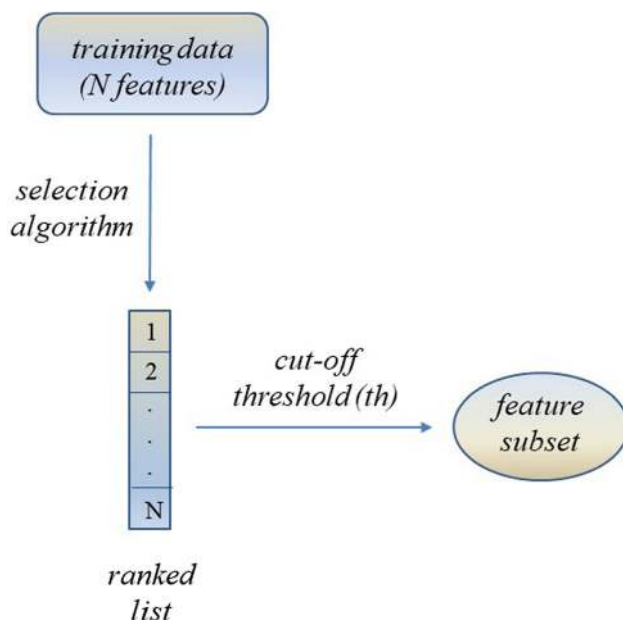 training data
(N features)
selection
algorithm
1
2
.
.
.
N
ranked
list
cut-off
threshold (th)
feature
subset